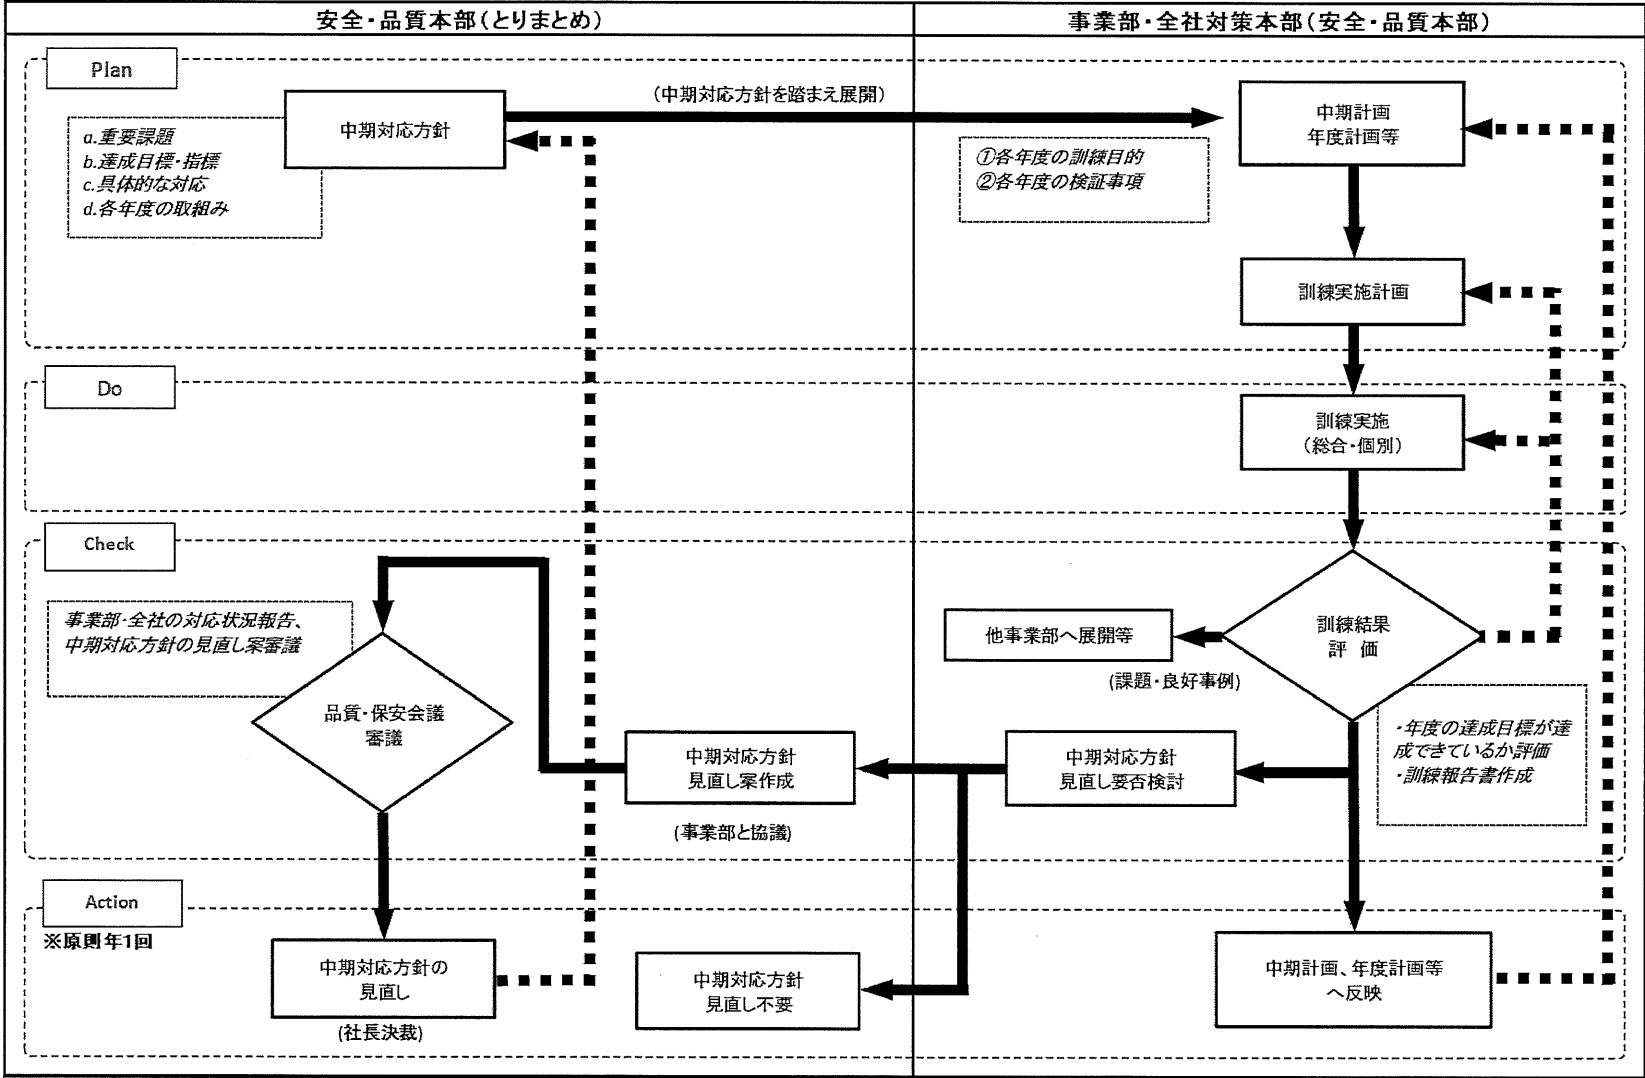 安全・品質本部(とりまとめ)
事業部・全社対策本部(安全・品質本部)
Plan
中期対応方針
a.重要課題
b.達成目標・指標
c.具体的な対応
d.各年度の取組み
(中期対応方針を踏まえ展開)
①各年度の訓練目的
②各年度の検証事項
中期計画
年度計画等
訓練実施計画
Do
訓練実施
(総合・個別)
Check
事業部・全社の対応状況報告、
中期対応方針の見直し案審議
品質・保安会議
審議
中期対応方針
見直し案作成
(事業部と協議)
他事業部へ展開等
(課題・良好事例)
訓練結果
評 価
中期対応方針
見直し要否検討
・年度の達成目標が達
成できているか評価
・訓練報告書作成
Action
※原則年1回
中期対応方針の
見直し
(社長決裁)
中期対応方針
見直し不要
中期計画、年度計画等
へ反映